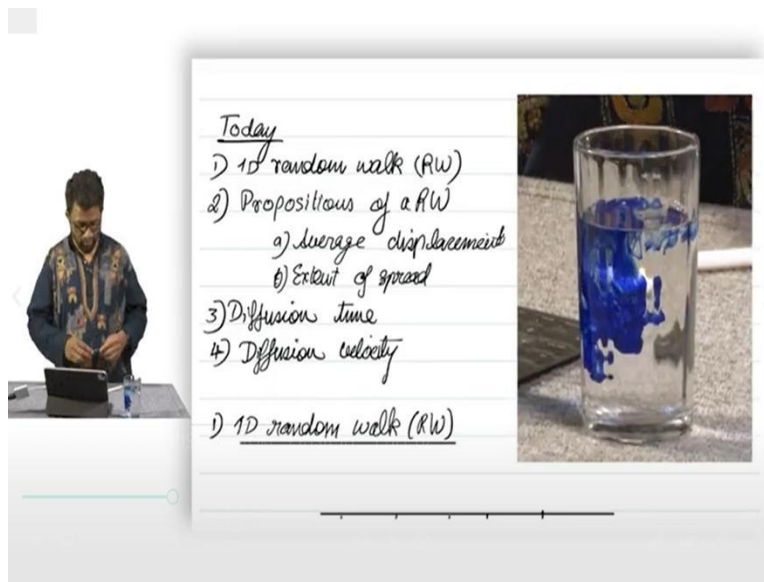 Today
1) 1D random walk (RW)
2) Propositions of a RW
a) Average displacement
b) Extent of spread
3) Diffusion time
4) Diffusion velocity
1) 1D random walk (RW)